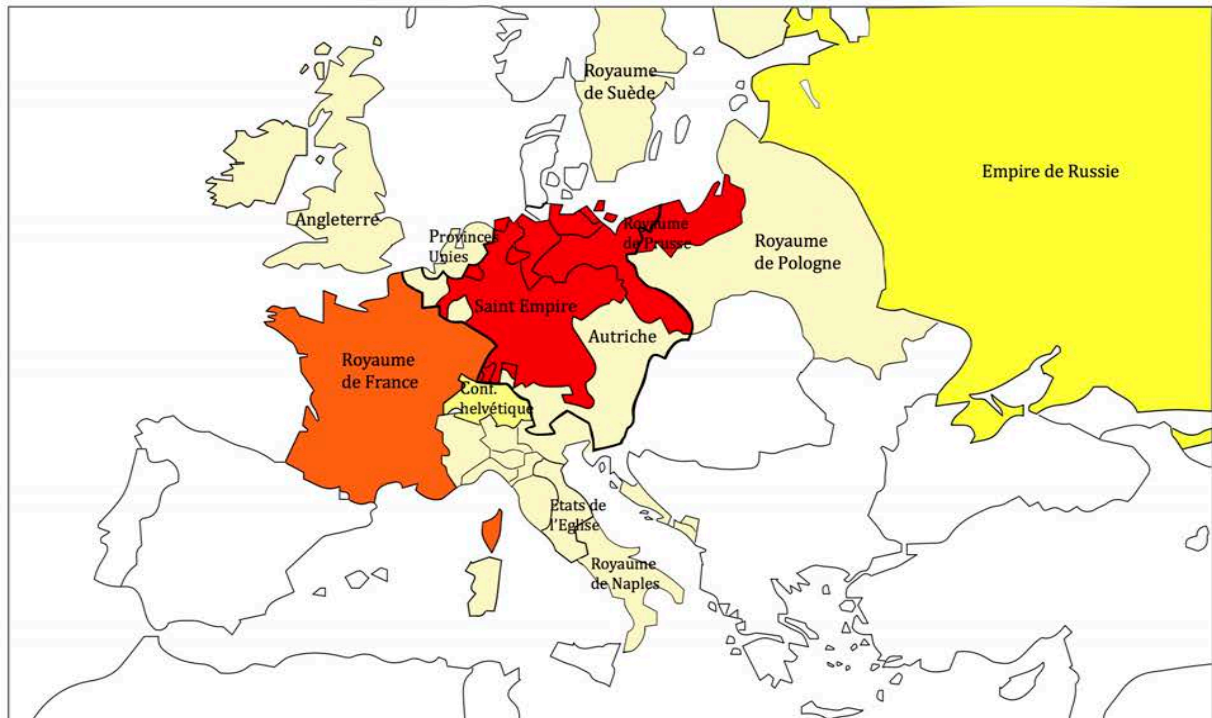 Royaume
de Suède
Empire de Russie
Angleterre
Provinces
Unies
Royaume
de Prusse
Royaume
de Pologne
Saint Empire
Autriche
Royaume
de France
Conf.
helvétique
Etats de
l'Eglise
Royaume
de Naples